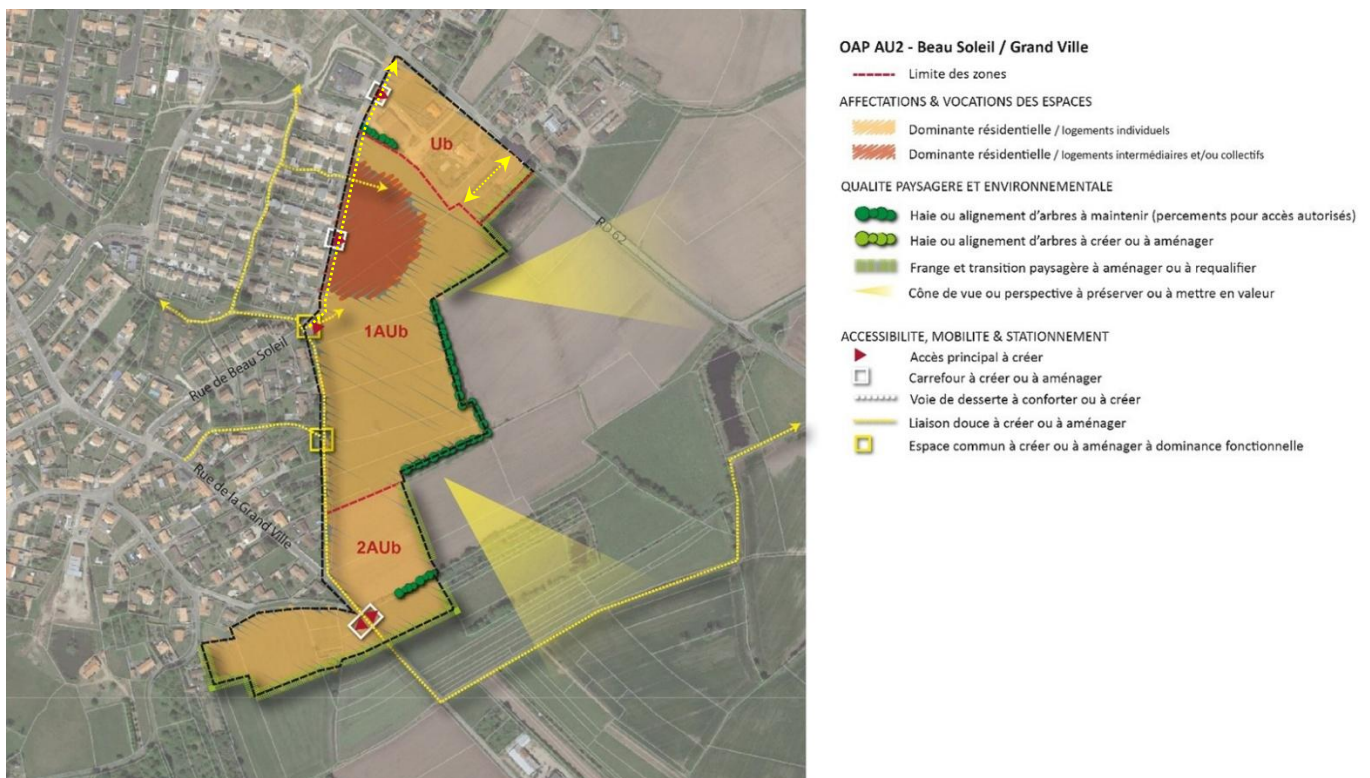 Ub
RD 62
1AUb
Rue de Beau Soleil
Rue de la Grand Ville
2AUb
OAP AU2 - Beau Soleil / Grand Ville
Limite des zones
AFFECTATIONS & VOCATIONS DES ESPACES
Dominante résidentielle / logements individuels
Dominante résidentielle / logements intermédiaires et/ou collectifs
QUALITE PAYSAGERE ET ENVIRONNEMENTALE
Haie ou alignement d'arbres à maintenir (percements pour accès autorisés)
Haie ou alignement d'arbres à créer ou à aménager
Frange et transition paysagère à aménager ou à requalifier
Cône de vue ou perspective à préserver ou à mettre en valeur
ACCESSIBILITE, MOBILITE & STATIONNEMENT
Accès principal à créer
Carrefour à créer ou à aménager
Voie de desserte à conforter ou à créer
Liaison douce à créer ou à aménager
Espace commun à créer ou à aménager à dominance fonctionnelle